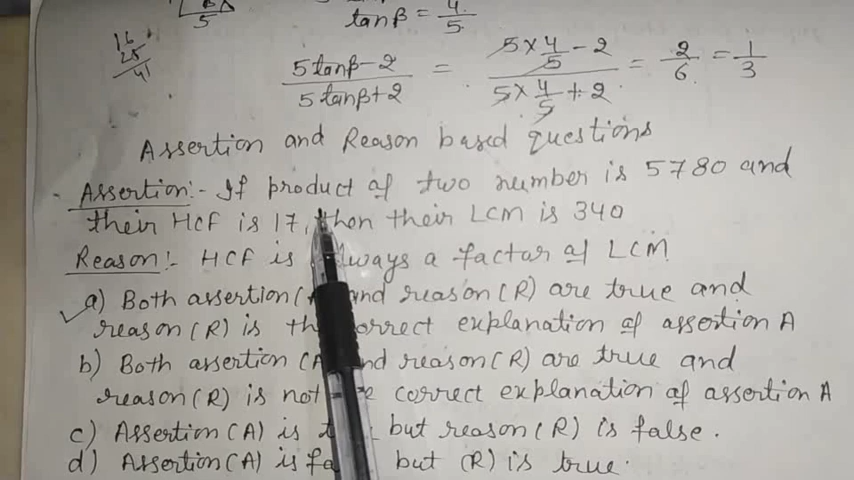 5
tanβ = 4/5
16
25
41
5tanβ-2 / 5tanβ+2 = 5×4/5 - 2 / 5×4/5 + 2 = 2/6 = 1/3
Assertion and Reason based questions
Assertion:- If product of two number is 5780 and
their HCF is 17, then their LCM is 340
Reason:- HCF is always a factor of LCM
a) Both assertion( and reason(R) are true and
reason(R) is the correct explanation of assertion A
b) Both assertion (A and reason(R) are true and
reason(R) is not correct explanation of assertion A
c) Assertion(A) is but reason(R) is false.
d) Assertion(A) is but (R) is true.